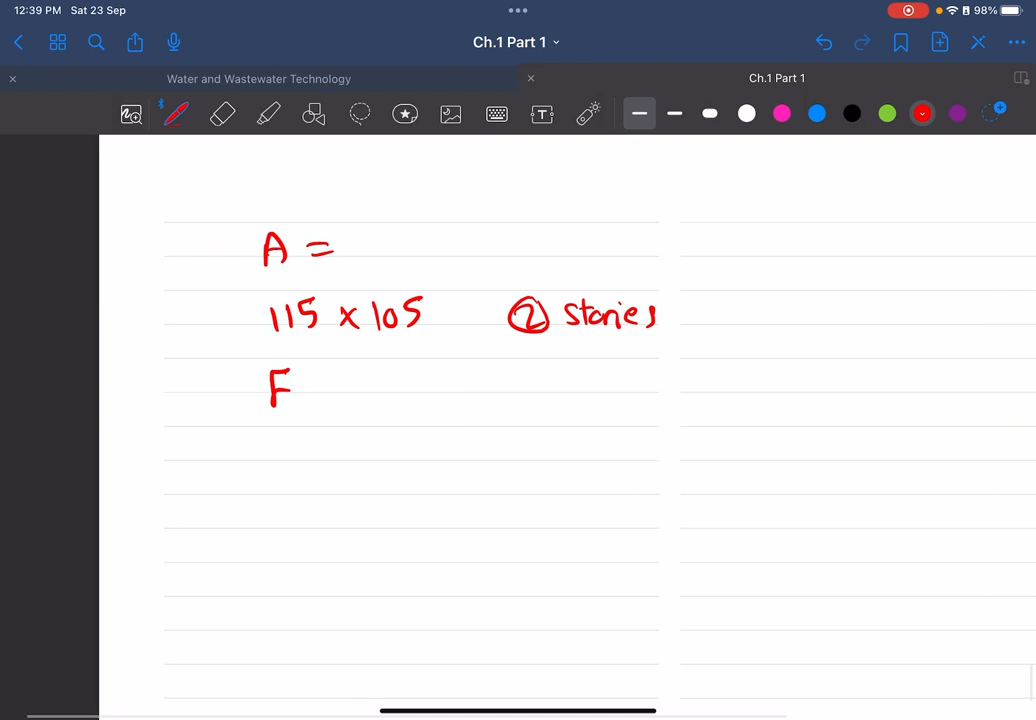 12:39 PM Sat 23 Sep 98%
Ch.1 Part 1
Water and Wastewater Technology
Ch.1 Part 1
A =
115 x 105 2 stories
F